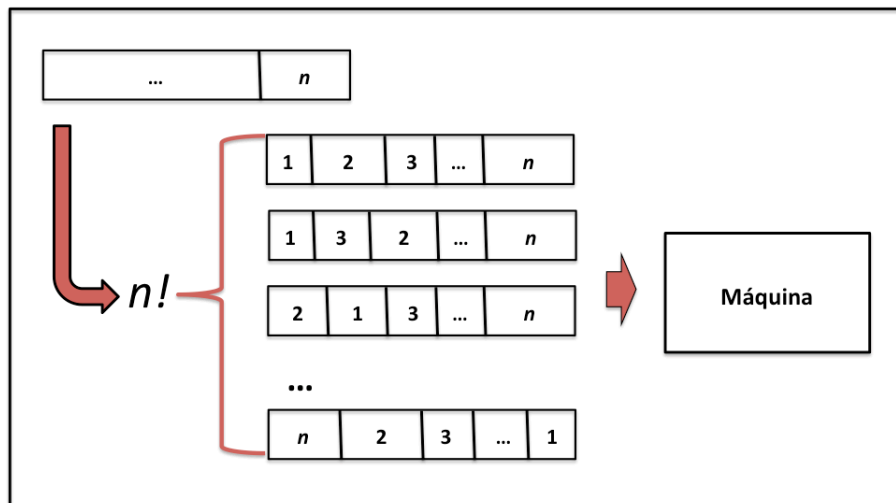 ... n
1 2 3 ... n
1 3 2 ... n
n!
2 1 3 ... n
Máquina
...
n 2 3 ... 1